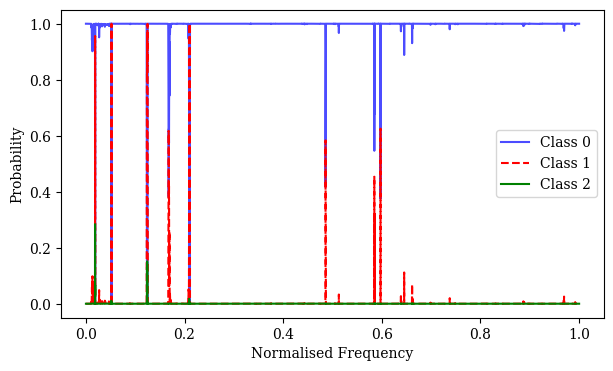 1.0
0.8
0.6
0.4
0.2
0.0
Probability
Class 0
Class 1
Class 2
0.0 0.2 0.4 0.6 0.8 1.0
Normalised Frequency